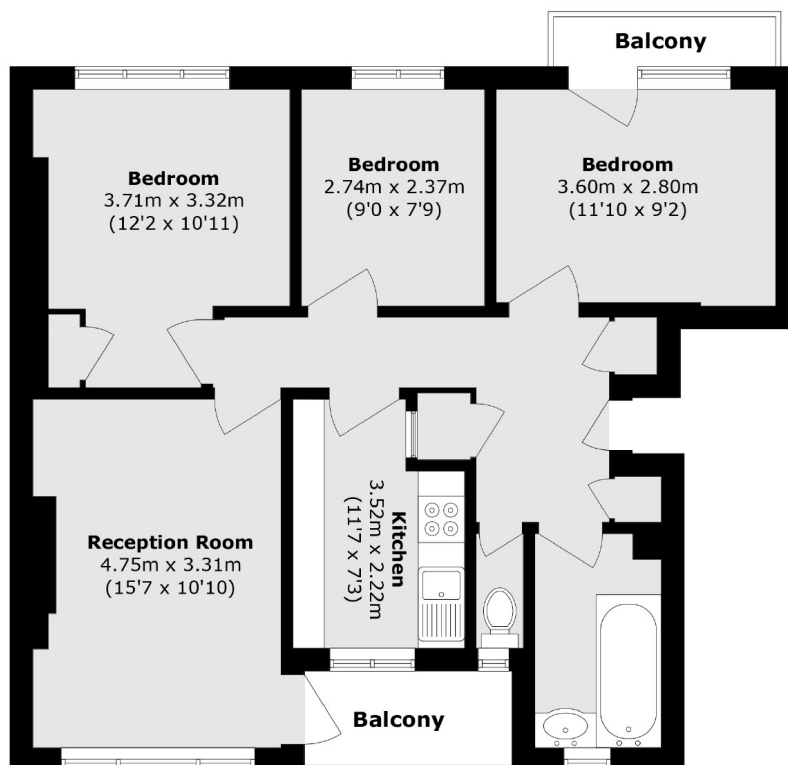 Balcony
Bedroom
3.71m x 3.32m
(12'2 x 10'11)
Bedroom
2.74m x 2.37m
(9'0 x 7'9)
Bedroom
3.60m x 2.80m
(11'10 x 9'2)
Reception Room
4.75m x 3.31m
(15'7 x 10'10)
Kitchen
3.52m x 2.22m
(11'7 x 7'3)
Balcony